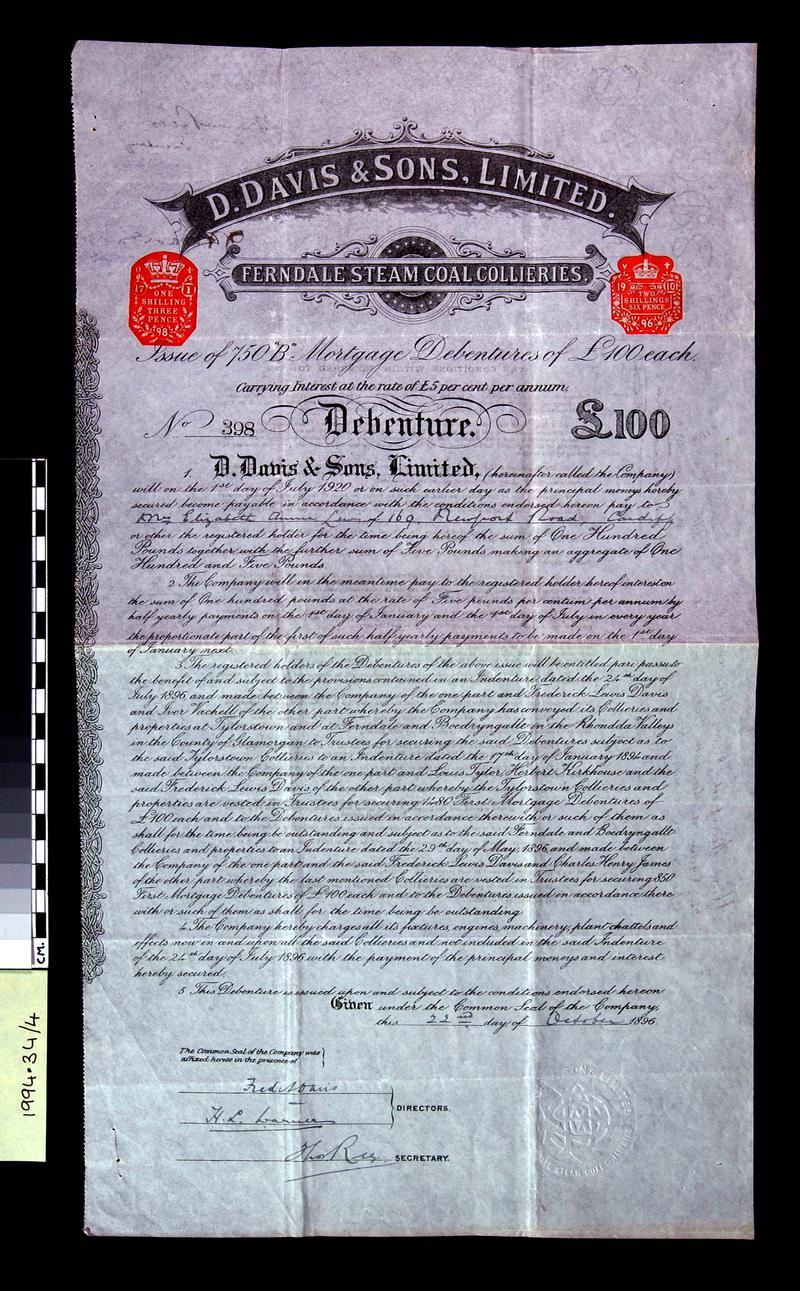 D. DAVIS & SONS, LIMITED.
FERNDALE STEAM COAL COLLIERIES.
17 1
ONE
SHILLING
THREE
PENCE
98
19 10
TWO
SHILLINGS
SIX PENCE
96
Issue of 750 "B" Mortgage Debentures of £100 each.
Carrying Interest at the rate of £5 per cent per annum.
No 398 Debenture. £100
1. D. Davis & Sons, Limited, (hereinafter called the Company)
will on the 1st day of July 1920 or on such earlier day as the principal moneys hereby
secured become payable in accordance with the conditions endorsed hereon pay to
Mrs Elizabeth Annie Lewis of 169, Newport Road, Cardiff
or other the registered holder for the time being hereof the sum of One Hundred
Pounds together with the further sum of Five Pounds making an aggregate of One
Hundred and Five Pounds.
2. The Company will in the meantime pay to the registered holder hereof interest on
the sum of One hundred pounds at the rate of Five pounds per centum per annum by
half yearly payments on the 1st day of January and the 1st day of July in every year
the proportionate part of the first of such half yearly payments to be made on the 1st day
of January next.
3. The registered holders of the Debentures of the above issue will be entitled pari passu to
the benefit of and subject to the provisions contained in an Indenture dated the 24th day of
July 1896 and made between the Company of the one part and Frederick Lewis Davis
and Ivor Vachell of the other part whereby the Company has conveyed its Collieries and
properties at Tylorstown and at Ferndale and Boedryngallt in the Rhondda Valleys
in the County of Glamorgan to Trustees for securing the said Debentures subject as to
the said Tylorstown Collieries to an Indenture dated the 17th day of January 1894 and
made between the Company of the one part and Louis Tylor, Herbert Kirkhouse and the
said Frederick Lewis Davis of the other part whereby the Tylorstown Collieries and
properties are vested in Trustees for securing 1480 First Mortgage Debentures of
£100 each and to the Debentures issued in accordance therewith or such of them as
shall for the time being be outstanding and subject as to the said Ferndale and Boedryngallt
Collieries and properties to an Indenture dated the 29th day of May 1896 and made between
the Company of the one part and the said Frederick Lewis Davis and Charles Henry James
of the other part whereby the last mentioned Collieries are vested in Trustees for securing 850
First Mortgage Debentures of £100 each and to the Debentures issued in accordance there
with or such of them as shall for the time being be outstanding.
4. The Company hereby charges all its fixtures, engines, machinery, plant chattels and
effects now in and upon all the said Collieries and not included in the said Indenture
of the 24th day of July 1896 with the payment of the principal moneys and interest
hereby secured.
5. This Debenture is issued upon and subject to the conditions endorsed hereon.
Given under the Common Seal of the Company,
this 22nd day of October 1896.
The Common Seal of the Company was
affixed hereto in the presence of
Fred L Davis
H. L. Warner
DIRECTORS.
Tho Rees SECRETARY.
CM.
1994.34/4